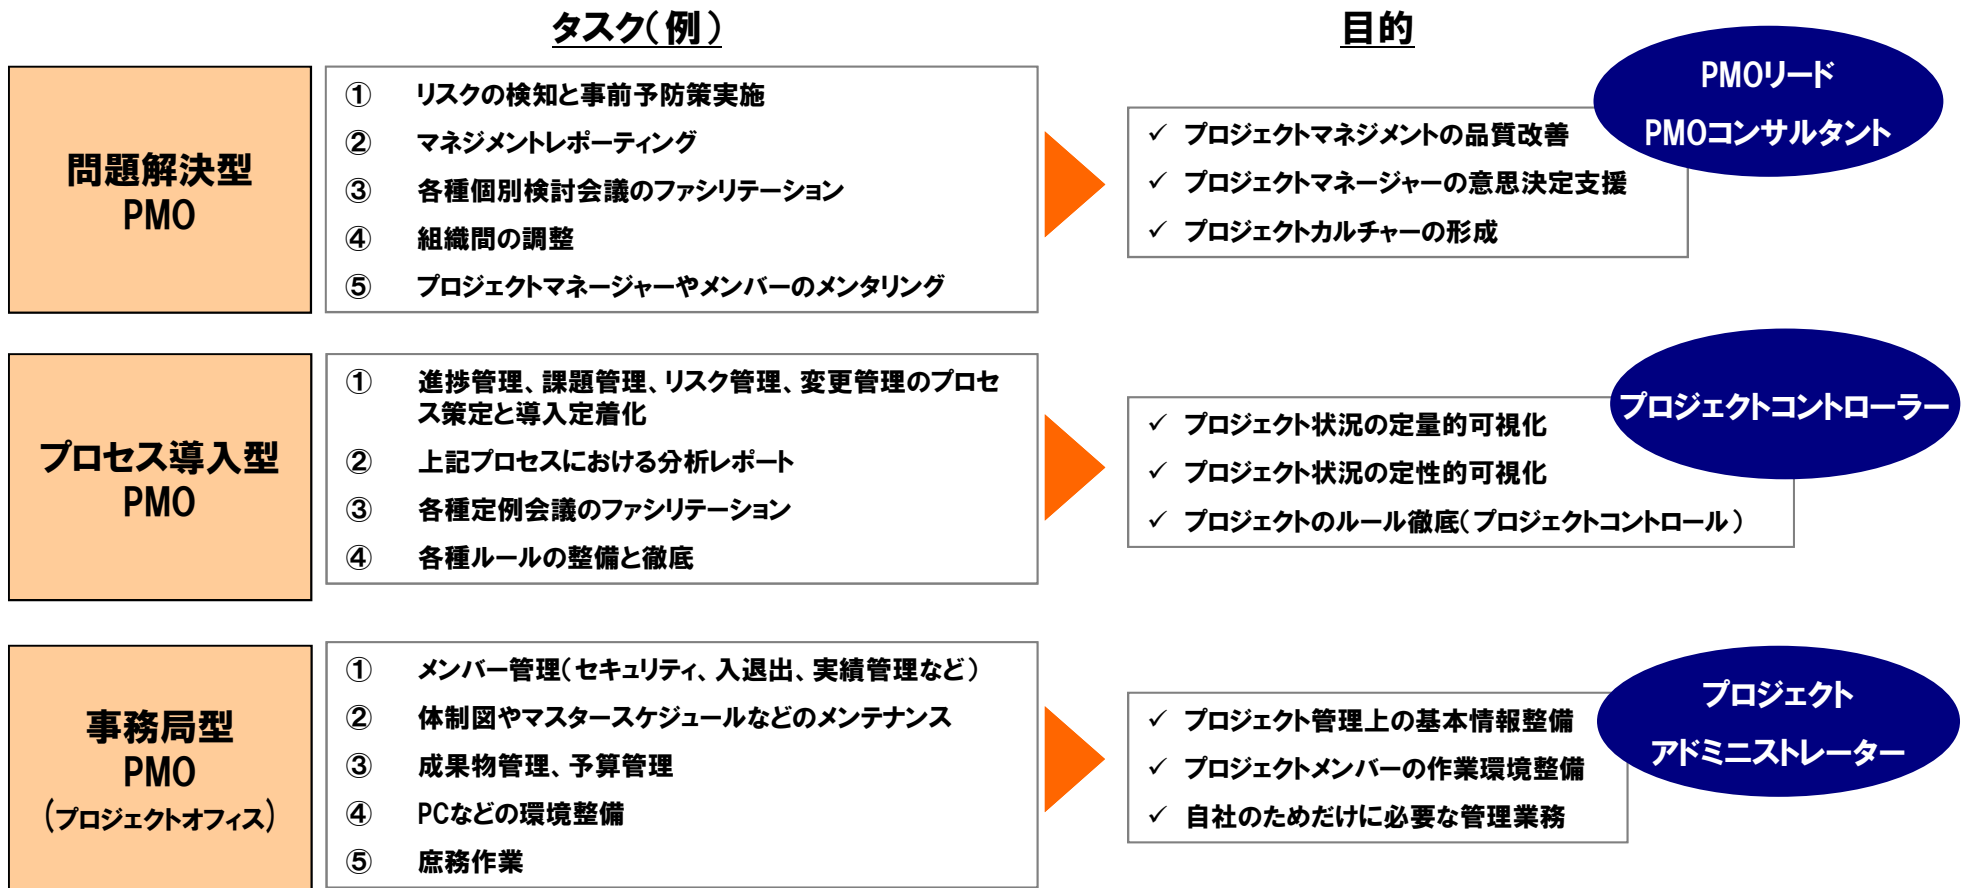 タスク(例)
目的
問題解決型
PMO
① リスクの検知と事前予防策実施
② マネジメントレポーティング
③ 各種個別検討会議のファシリテーション
④ 組織間の調整
⑤ プロジェクトマネージャーやメンバーのメンタリング
✓ プロジェクトマネジメントの品質改善
✓ プロジェクトマネージャーの意思決定支援
✓ プロジェクトカルチャーの形成
PMOリード
PMOコンサルタント
プロセス導入型
PMO
① 進捗管理、課題管理、リスク管理、変更管理のプロセ
ス策定と導入定着化
② 上記プロセスにおける分析レポート
③ 各種定例会議のファシリテーション
④ 各種ルールの整備と徹底
✓ プロジェクト状況の定量的可視化
✓ プロジェクト状況の定性的可視化
✓ プロジェクトのルール徹底(プロジェクトコントロール)
プロジェクトコントローラー
事務局型
PMO
(プロジェクトオフィス)
① メンバー管理(セキュリティ、入退出、実績管理など)
② 体制図やマスタースケジュールなどのメンテナンス
③ 成果物管理、予算管理
④ PCなどの環境整備
⑤ 庶務作業
✓ プロジェクト管理上の基本情報整備
✓ プロジェクトメンバーの作業環境整備
✓ 自社のためだけに必要な管理業務
プロジェクト
アドミニストレーター